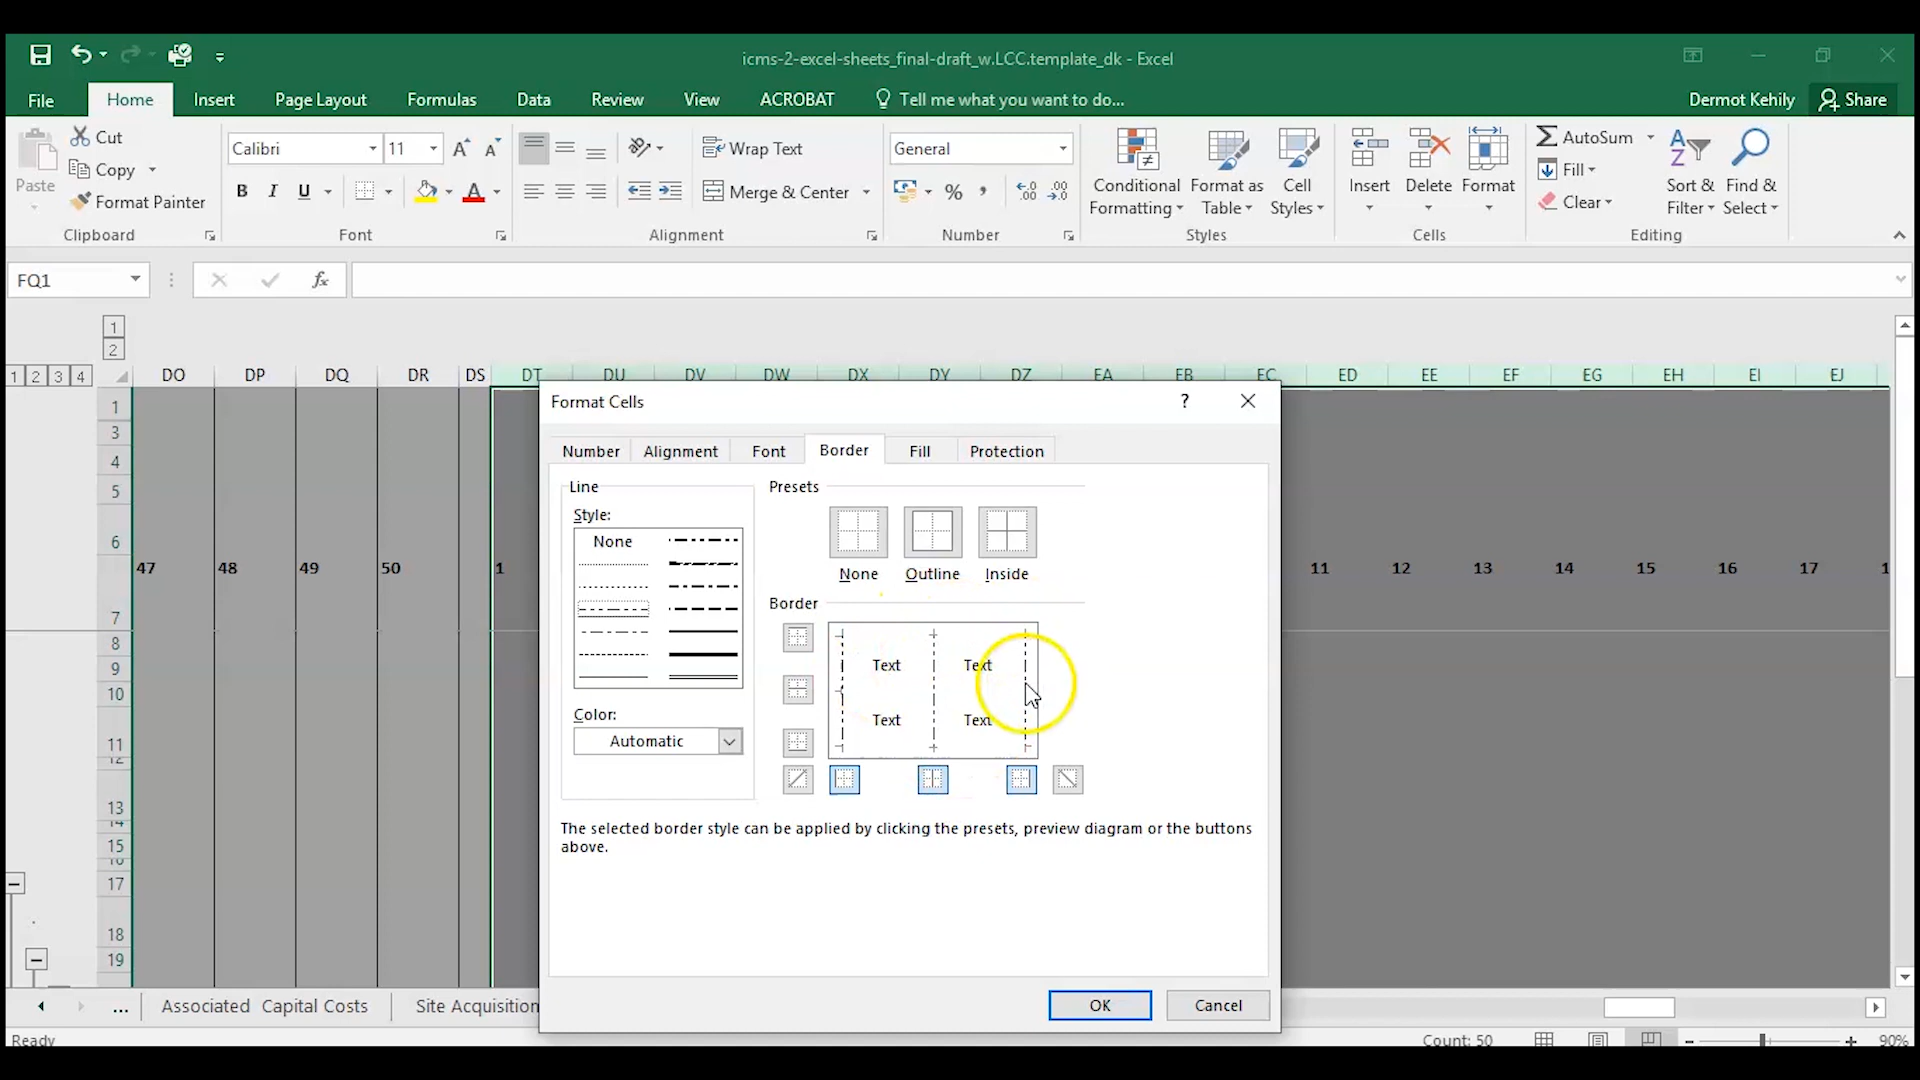 icms-2-excel-sheets_final-draft_w.LCC.template_dk - Excel
File Home Insert Page Layout Formulas Data Review View ACROBAT Tell me what you want to do... Dermot Kehily Share
Paste
Cut
Copy
Format Painter
Clipboard
Calibri 11
B I U A
Font
Wrap Text
Merge & Center
Alignment
General
% ,
Number
Conditional Formatting
Format as Table
Cell Styles
Styles
Insert
Delete
Format
Cells
AutoSum
Fill
Clear
Sort & Filter
Find & Select
Editing
FQ1 fx
1
2
1 2 3 4 DO DP DQ DR DS DT DU DV DW DX DY DZ EA EB EC ED EE EF EG EH EI EJ
1
3
4
5
6
47 48 49 50 1 11 12 13 14 15 16 17
7
8
9
10
11
12
13
14
15
16
17
18
19
Format Cells ?
Number Alignment Font Border Fill Protection
Line
Style:
None
Color:
Automatic
Presets
None Outline Inside
Border
Text Text
Text Text
The selected border style can be applied by clicking the presets, preview diagram or the buttons
above.
OK Cancel
... Associated Capital Costs Site Acquisition
Ready Count: 50 90%